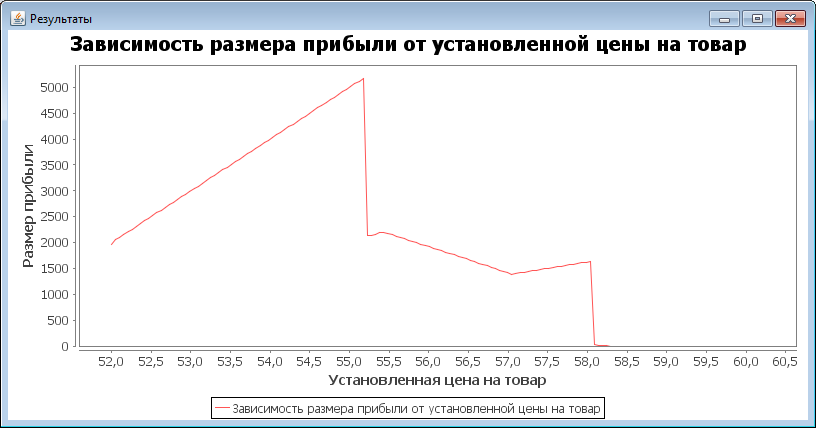 Результаты
Зависимость размера прибыли от установленной цены на товар
Размер прибыли
5000
4500
4000
3500
3000
2500
2000
1500
1000
500
0
52,0 52,5 53,0 53,5 54,0 54,5 55,0 55,5 56,0 56,5 57,0 57,5 58,0 58,5 59,0 59,5 60,0 60,5
Установленная цена на товар
Зависимость размера прибыли от установленной цены на товар